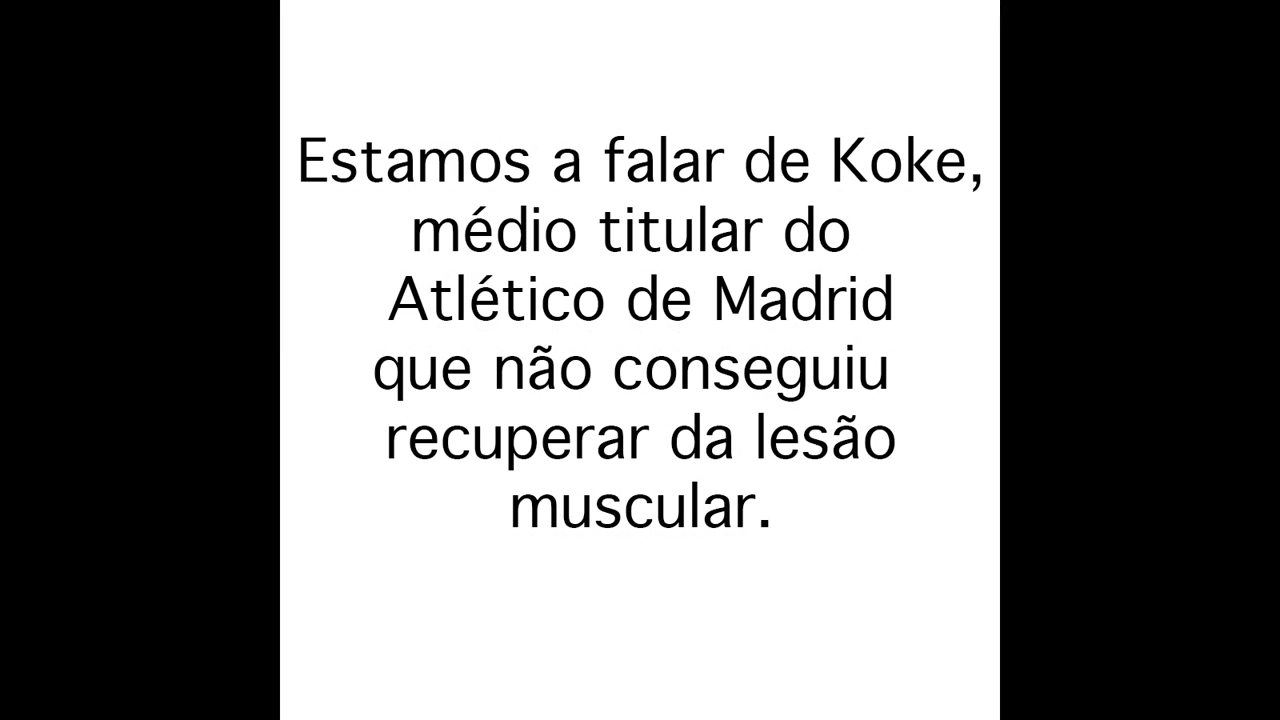 Estamos a falar de Koke,
médio titular do
Atlético de Madrid
que não conseguiu
recuperar da lesão
muscular.